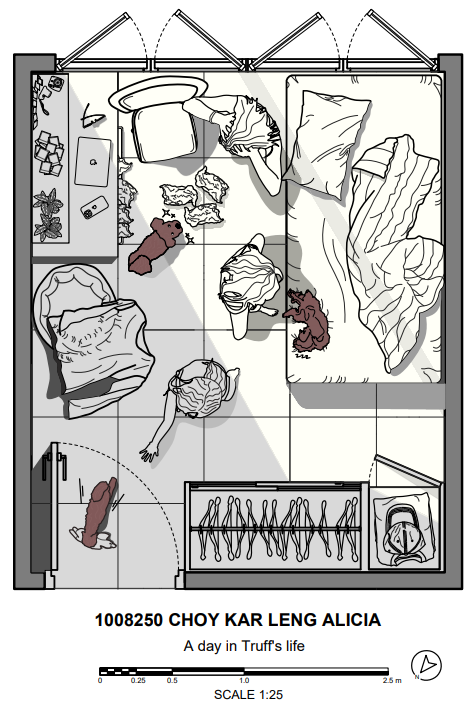 zzz
1008250 CHOY KAR LENG ALICIA
A day in Truff's life
0 0.25 0.5 1.0 2.5 m
N
SCALE 1:25